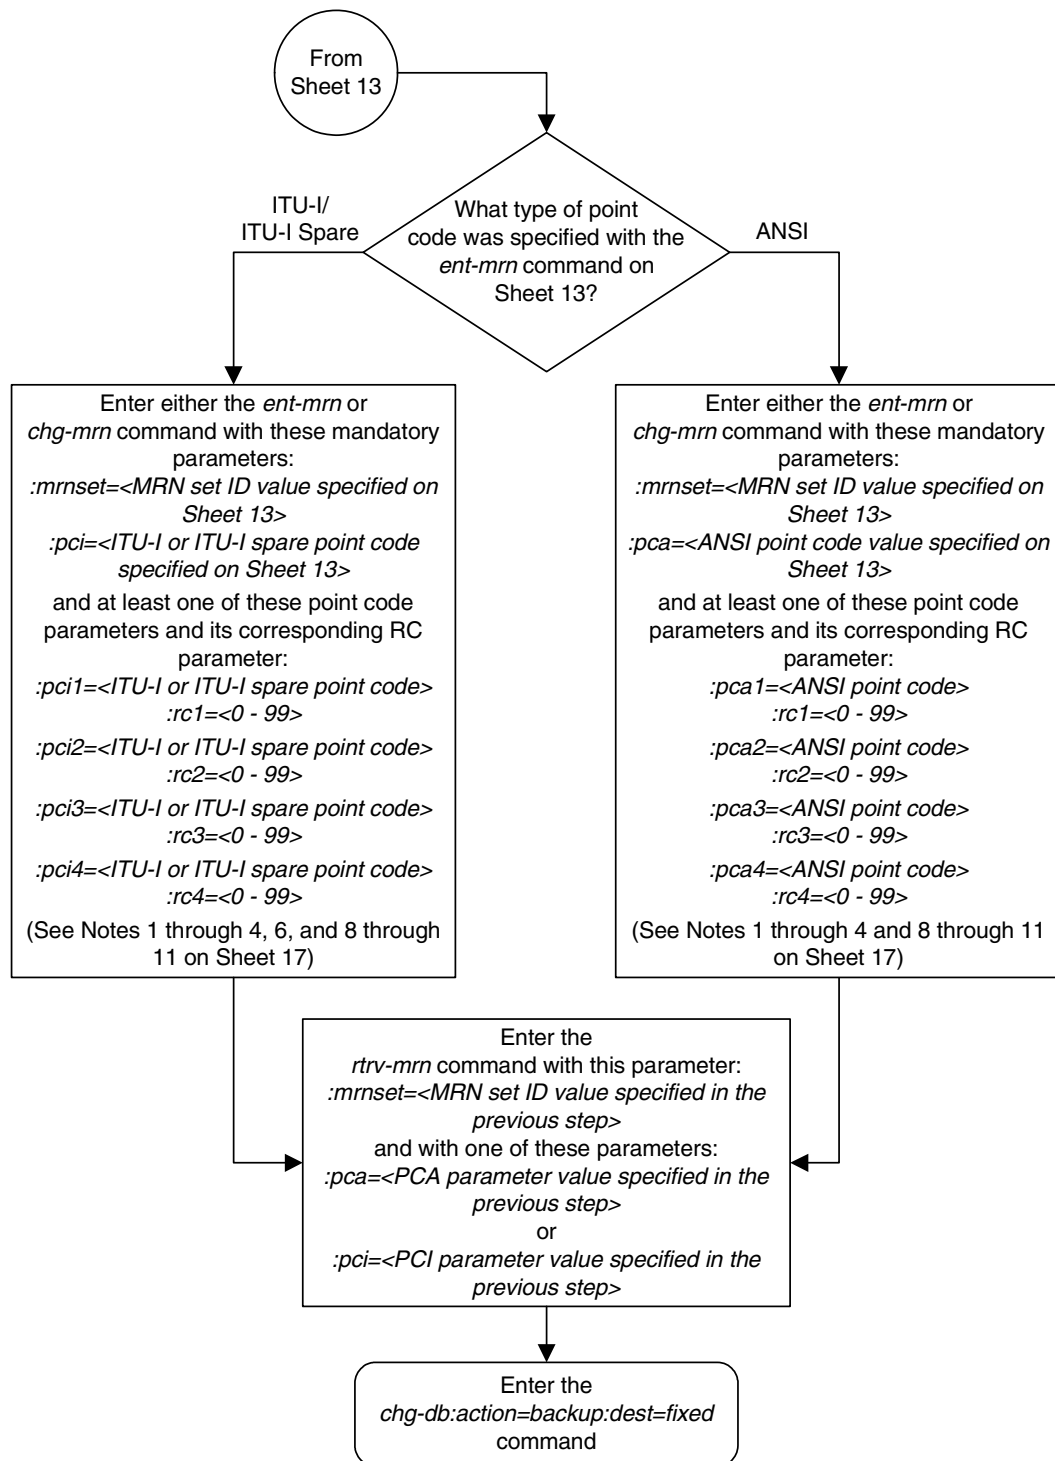 From
Sheet 13
What type of point
code was specified with the
ent-mrn command on
Sheet 13?
ITU-I/
ITU-I Spare
ANSI
Enter either the ent-mrn or
chg-mrn command with these mandatory
parameters:
:mrnset=<MRN set ID value specified on
Sheet 13>
:pci=<ITU-I or ITU-I spare point code
specified on Sheet 13>
and at least one of these point code
parameters and its corresponding RC
parameter:
:pci1=<ITU-I or ITU-I spare point code>
:rc1=<0 - 99>
:pci2=<ITU-I or ITU-I spare point code>
:rc2=<0 - 99>
:pci3=<ITU-I or ITU-I spare point code>
:rc3=<0 - 99>
:pci4=<ITU-I or ITU-I spare point code>
:rc4=<0 - 99>
(See Notes 1 through 4, 6, and 8 through
11 on Sheet 17)
Enter either the ent-mrn or
chg-mrn command with these mandatory
parameters:
:mrnset=<MRN set ID value specified on
Sheet 13>
:pca=<ANSI point code value specified on
Sheet 13>
and at least one of these point code
parameters and its corresponding RC
parameter:
:pca1=<ANSI point code>
:rc1=<0 - 99>
:pca2=<ANSI point code>
:rc2=<0 - 99>
:pca3=<ANSI point code>
:rc3=<0 - 99>
:pca4=<ANSI point code>
:rc4=<0 - 99>
(See Notes 1 through 4 and 8 through 11
on Sheet 17)
Enter the
rtrv-mrn command with this parameter:
:mrnset=<MRN set ID value specified in the
previous step>
and with one of these parameters:
:pca=<PCA parameter value specified in the
previous step>
or
:pci=<PCI parameter value specified in the
previous step>
Enter the
chg-db:action=backup:dest=fixed
command